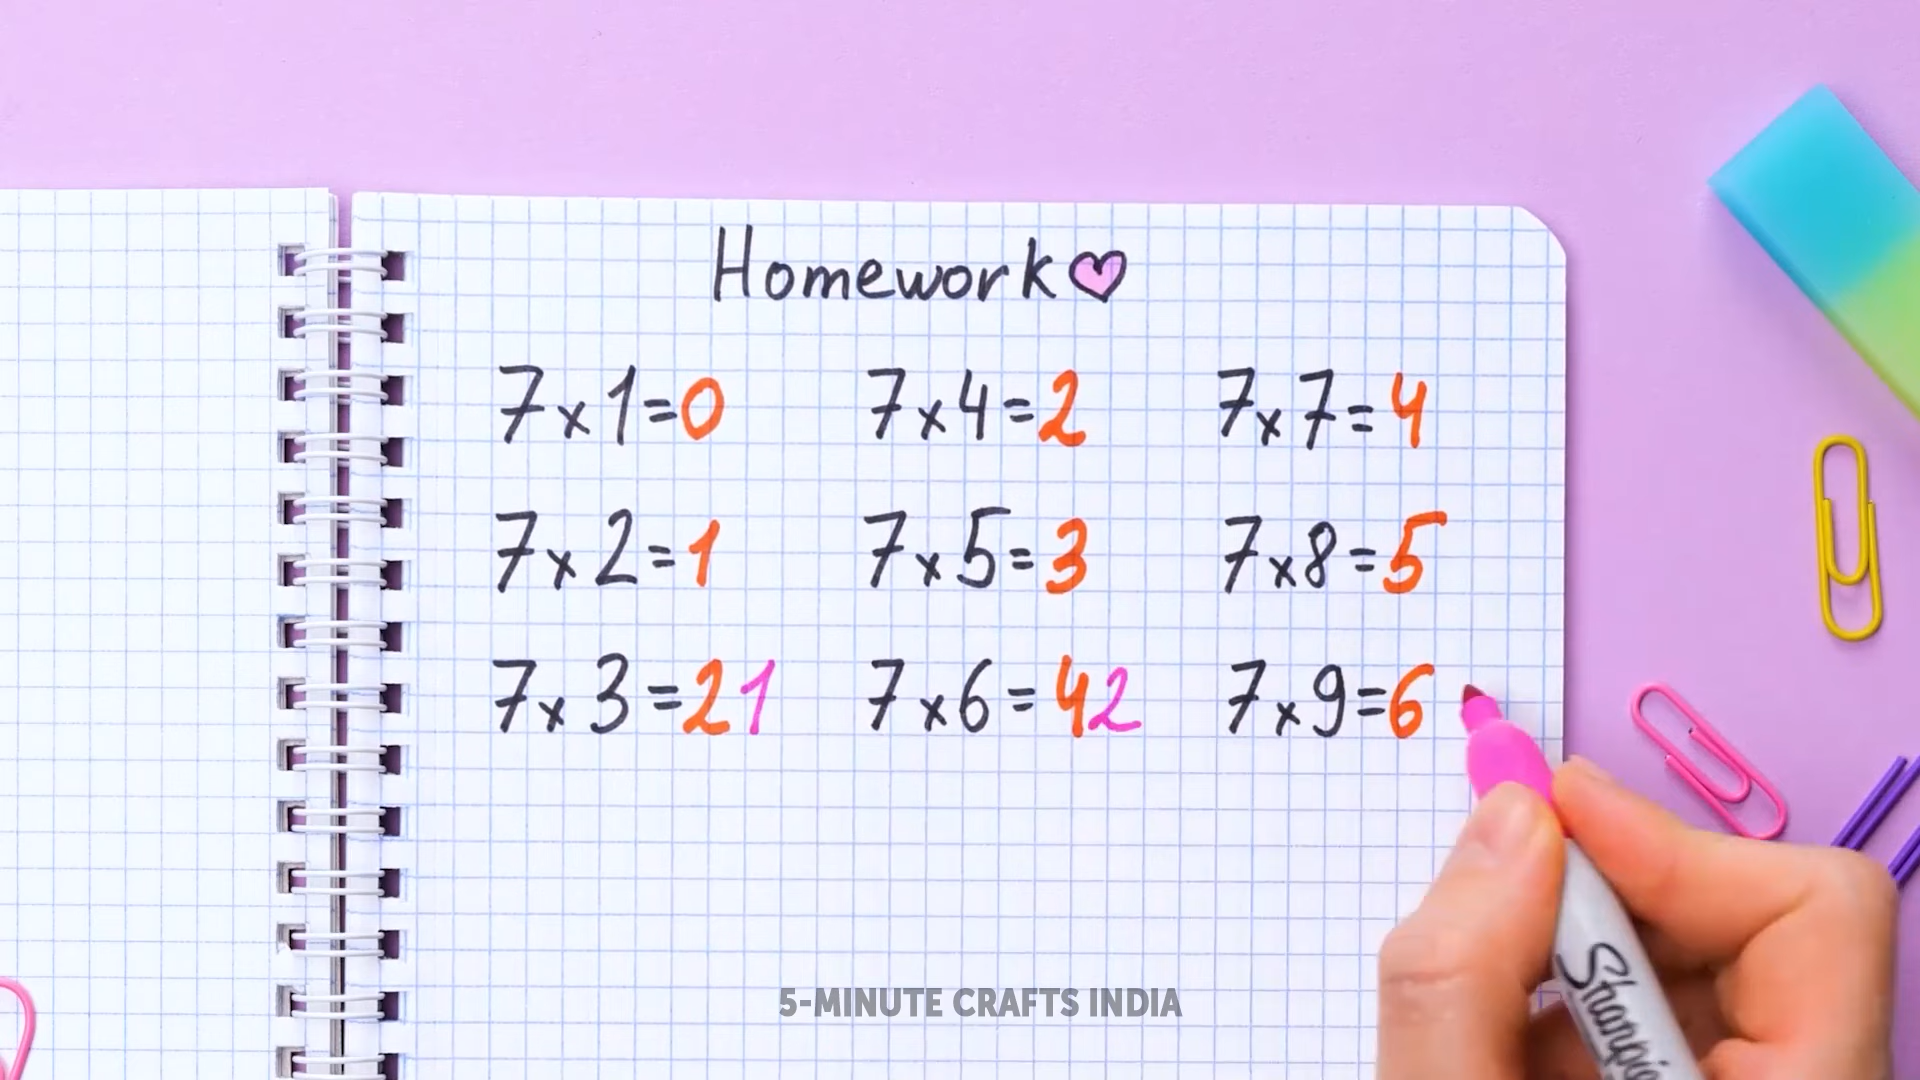 Homework
7x1=0 7x4=2 7x7=4
7x2=1 7x5=3 7x8=5
7x3=21 7x6=42 7x9=6
Sharpie
5-MINUTE CRAFTS INDIA